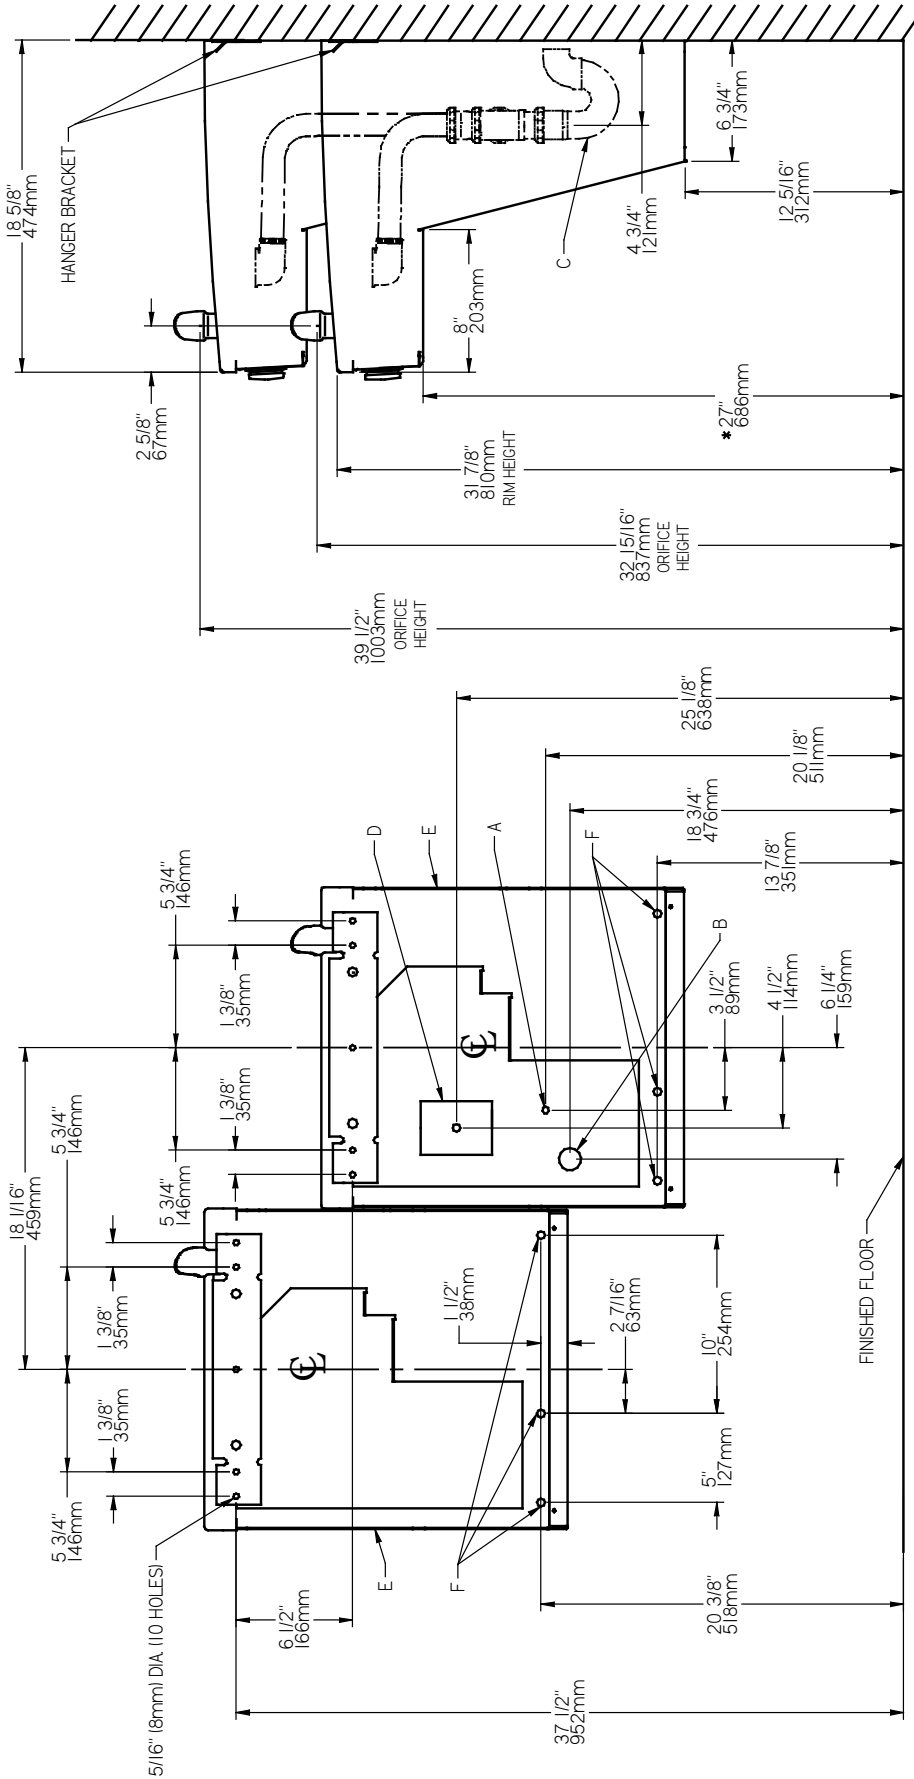 5/16" (8mm) DIA. (10 HOLES)
5 3/4"
146mm
1 3/8"
35mm
18 1/16"
459mm
5 3/4"
146mm
1 3/8"
35mm
5 3/4"
146mm
1 3/8"
35mm
5 3/4"
146mm
1 3/8"
35mm
6 1/2"
166mm
37 1/2"
952mm
20 3/8"
518mm
E
F
CL
1 1/2"
38mm
2 7/16"
63mm
10"
254mm
5"
127mm
CL
D
E
A
F
B
3 1/2"
89mm
4 1/2"
114mm
6 1/4"
159mm
25 1/8"
638mm
20 1/8"
511mm
18 3/4"
476mm
13 7/8"
351mm
FINISHED FLOOR
39 1/2"
1003mm
ORIFICE
HEIGHT
32 15/16"
837mm
ORIFICE
HEIGHT
31 7/8"
810mm
RIM HEIGHT
*27"
686mm
2 5/8"
67mm
18 5/8"
474mm
HANGER BRACKET
8"
203mm
C
4 3/4"
121mm
6 3/4"
173mm
12 5/16"
312mm